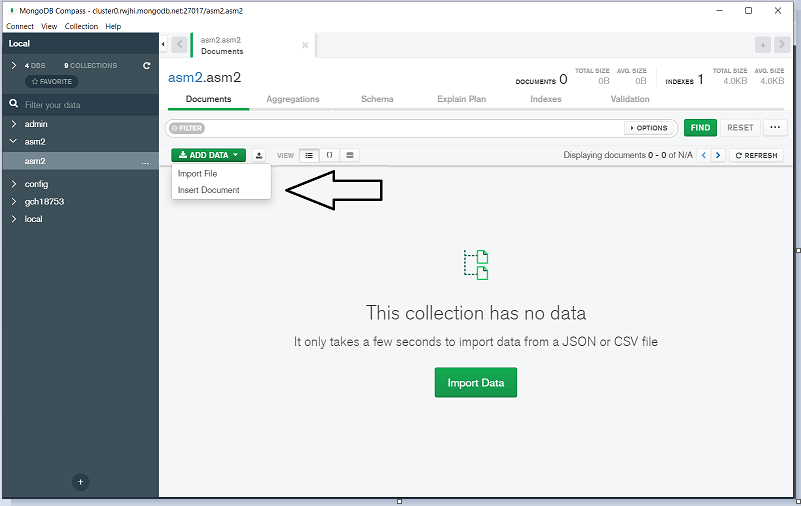 MongoDB Compass - cluster0.rwjhi.mongodb.net:27017/asm2.asm2
Connect View Collection Help
Local
4 DBS 9 COLLECTIONS
FAVORITE
Filter your data
admin
asm2
asm2 ...
config
gch18753
local
+
asm2.asm2
Documents
asm2.asm2
DOCUMENTS 0 TOTAL SIZE 0B AVG. SIZE 0B INDEXES 1 TOTAL SIZE 4.0KB AVG. SIZE 4.0KB
Documents Aggregations Schema Explain Plan Indexes Validation
FILTER OPTIONS FIND RESET ...
ADD DATA VIEW {} Displaying documents 0 - 0 of N/A REFRESH
Import File
Insert Document
This collection has no data
It only takes a few seconds to import data from a JSON or CSV file
Import Data